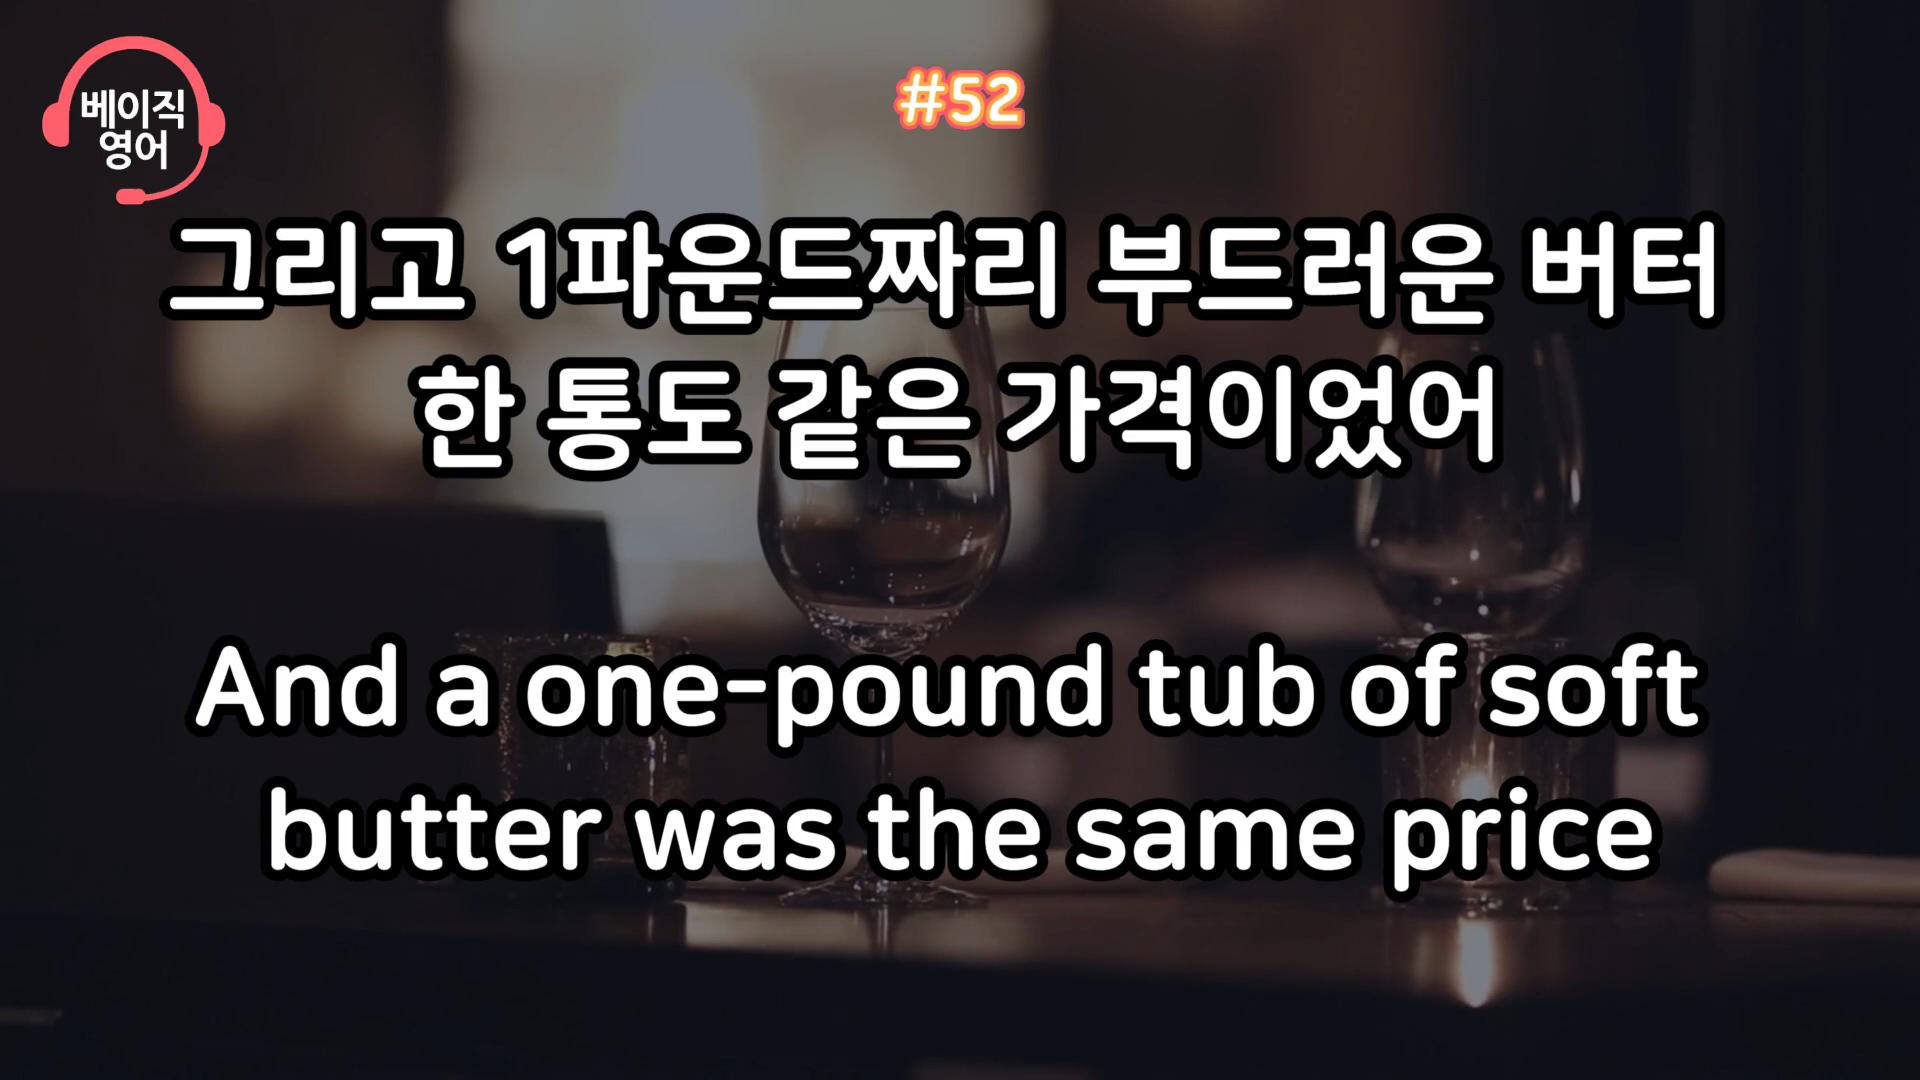 베이직
영어
#52
그리고 1파운드짜리 부드러운 버터
한 통도 같은 가격이었어
And a one-pound tub of soft
butter was the same price